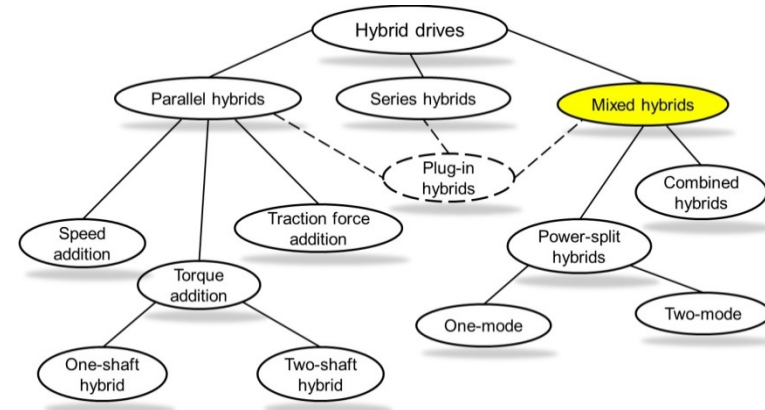 Hybrid drives
Parallel hybrids
Series hybrids
Mixed hybrids
Plug-in
hybrids
Combined
hybrids
Speed
addition
Traction force
addition
Power-split
hybrids
Torque
addition
One-mode
Two-mode
One-shaft
hybrid
Two-shaft
hybrid